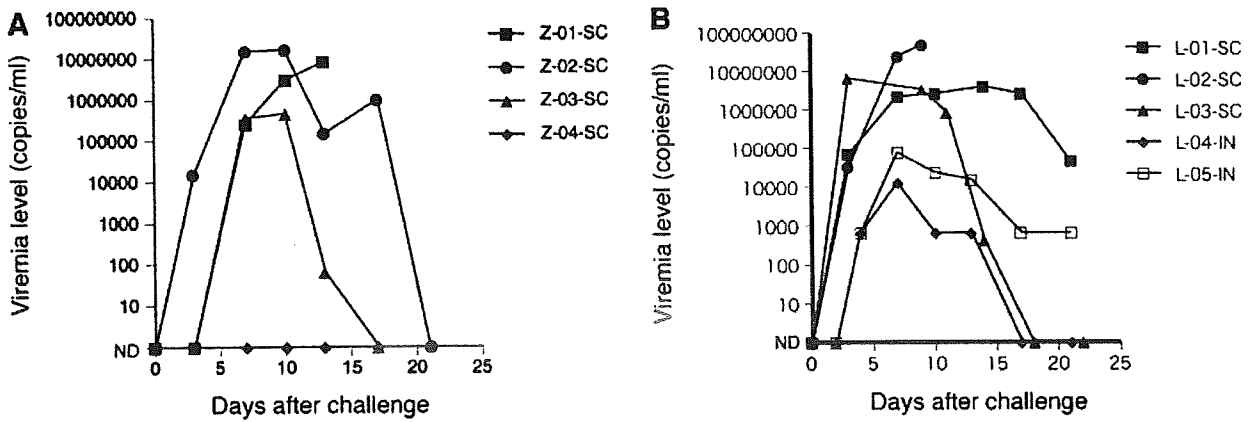 A
Viremia level (copies/ml)
100000000
10000000
1000000
100000
10000
1000
100
10
ND
0 5 10 15 20 25
Days after challenge
Z-01-SC
Z-02-SC
Z-03-SC
Z-04-SC
B
Viremia level (copies/ml)
100000000
10000000
1000000
100000
10000
1000
100
10
ND
0 5 10 15 20 25
Days after challenge
L-01-SC
L-02-SC
L-03-SC
L-04-IN
L-05-IN